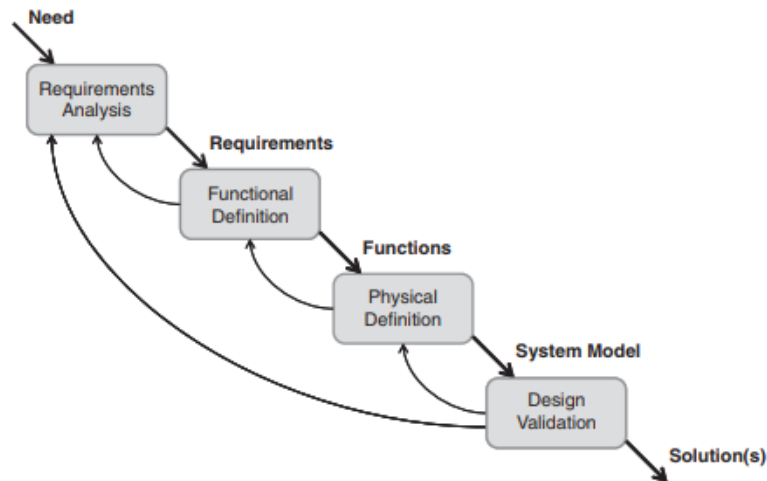 Need
Requirements
Analysis
Requirements
Functional
Definition
Functions
Physical
Definition
System Model
Design
Validation
Solution(s)